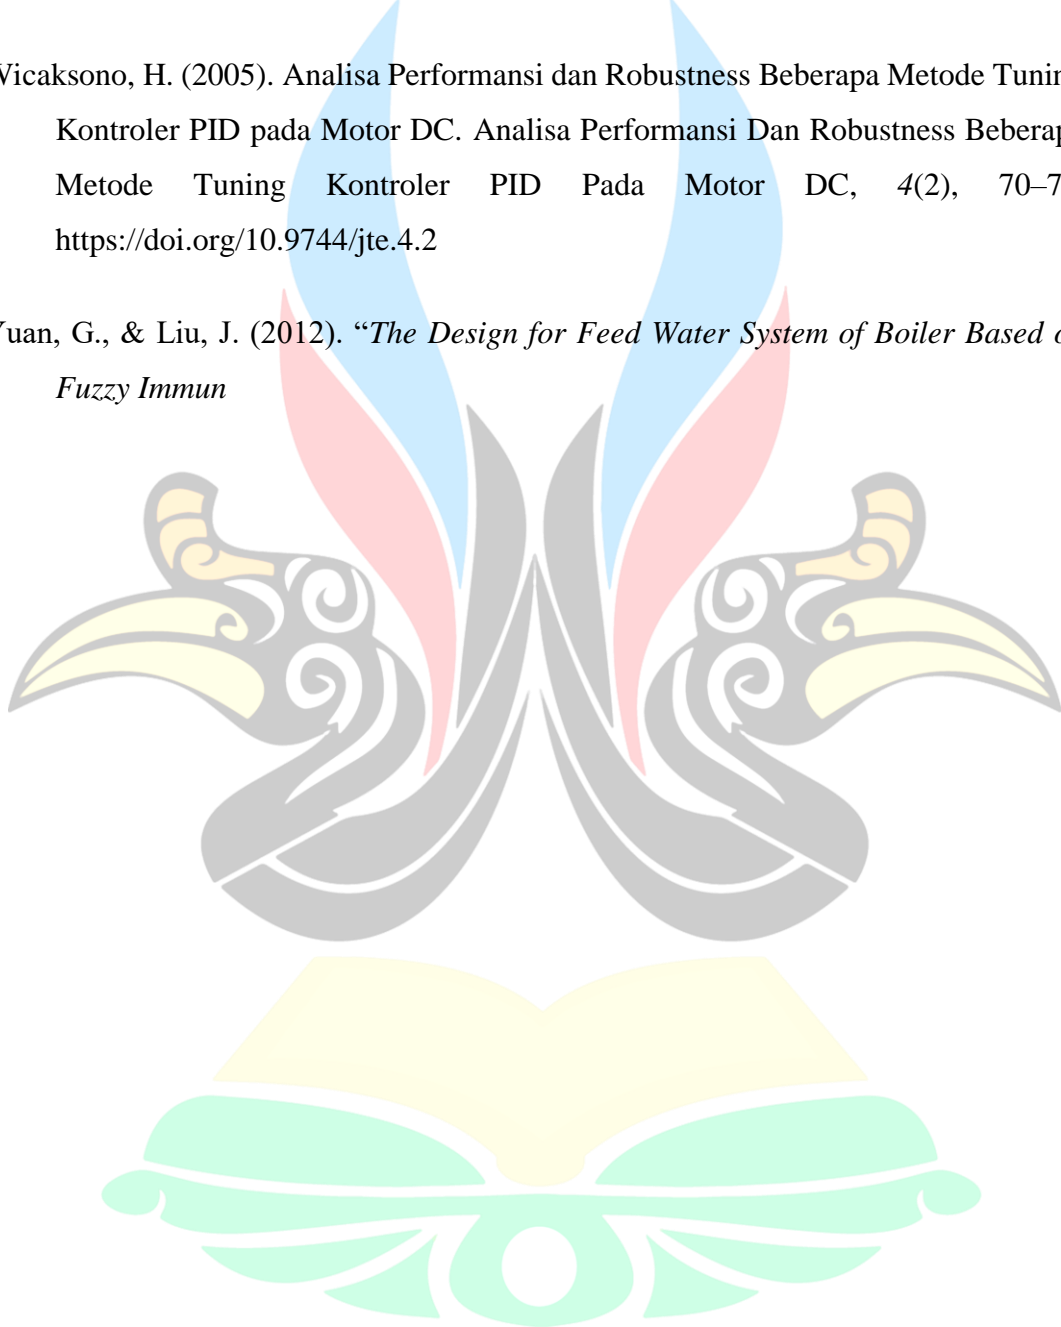 Wicaksono, H. (2005). Analisa Performansi dan Robustness Beberapa Metode Tunin
Kontroler PID pada Motor DC. Analisa Performansi Dan Robustness Beberap
Metode Tuning Kontroler PID Pada Motor DC, 4(2), 70–7
https://doi.org/10.9744/jte.4.2
Yuan, G., & Liu, J. (2012). “The Design for Feed Water System of Boiler Based o
Fuzzy Immun